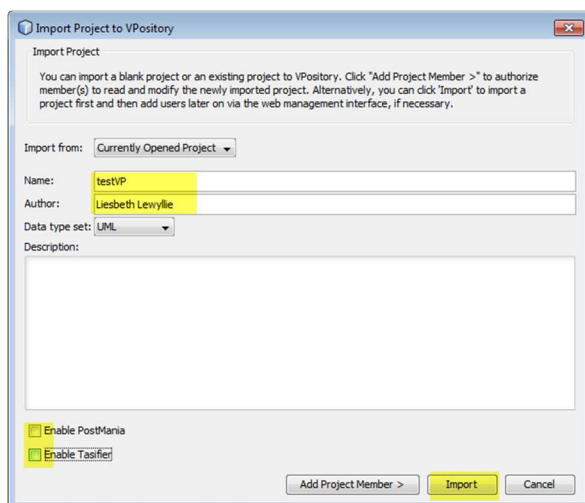 Import Project to VPository
Import Project
You can import a blank project or an existing project to VPository. Click "Add Project Member >" to authorize
member(s) to read and modify the newly imported project. Alternatively, you can click 'Import' to import a
project first and then add users later on via the web management interface, if necessary.
Import from: Currently Opened Project
Name: testVP
Author: Liesbeth Lewyllie
Data type set: UML
Description:
Enable PostMania
Enable Tasifier
Add Project Member > Import Cancel